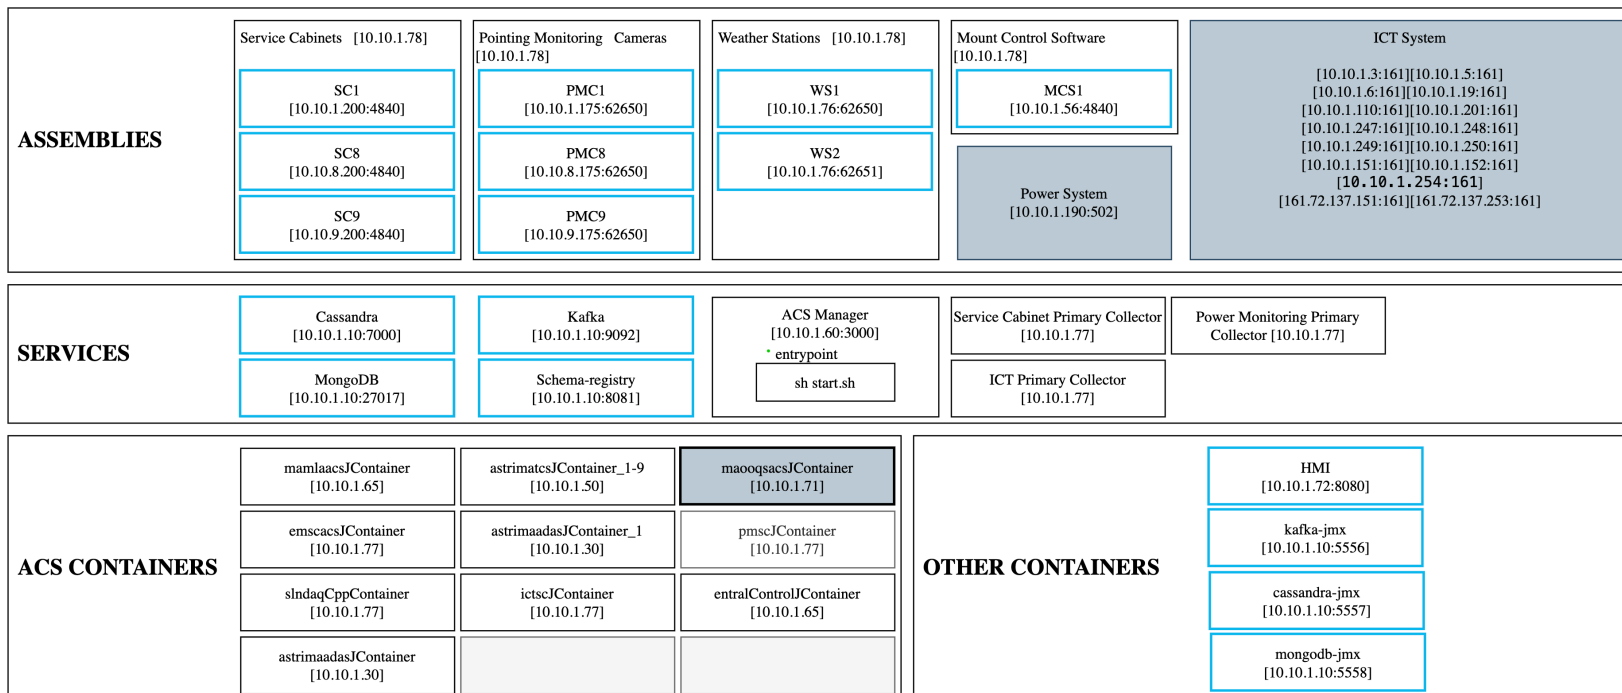 ASSEMBLIES
Service Cabinets [10.10.1.78]
SC1
[10.10.1.200:4840]
SC8
[10.10.8.200:4840]
SC9
[10.10.9.200:4840]
Pointing Monitoring Cameras
[10.10.1.78]
PMC1
[10.10.1.175:62650]
PMC8
[10.10.8.175:62650]
PMC9
[10.10.9.175:62650]
Weather Stations [10.10.1.78]
WS1
[10.10.1.76:62650]
WS2
[10.10.1.76:62651]
Mount Control Software
[10.10.1.78]
MCS1
[10.10.1.56:4840]
Power System
[10.10.1.190:502]
ICT System
[10.10.1.3:161][10.10.1.5:161]
[10.10.1.6:161][10.10.1.19:161]
[10.10.1.110:161][10.10.1.201:161]
[10.10.1.247:161][10.10.1.248:161]
[10.10.1.249:161][10.10.1.250:161]
[10.10.1.151:161][10.10.1.152:161]
[10.10.1.254:161]
[161.72.137.151:161][161.72.137.253:161]
SERVICES
Cassandra
[10.10.1.10:7000]
MongoDB
[10.10.1.10:27017]
Kafka
[10.10.1.10:9092]
Schema-registry
[10.10.1.10:8081]
ACS Manager
[10.10.1.60:3000]
entrypoint
sh start.sh
Service Cabinet Primary Collector
[10.10.1.77]
ICT Primary Collector
[10.10.1.77]
Power Monitoring Primary
Collector [10.10.1.77]
ACS CONTAINERS
mamlaacsJContainer
[10.10.1.65]
astrimatcsJContainer_1-9
[10.10.1.50]
maooqsacsJContainer
[10.10.1.71]
emscacsJContainer
[10.10.1.77]
astrimaadasJContainer_1
[10.10.1.30]
pmscJContainer
[10.10.1.77]
slndaqCppContainer
[10.10.1.77]
ictscJContainer
[10.10.1.77]
entralControlJContainer
[10.10.1.65]
astrimaadasJContainer
[10.10.1.30]
OTHER CONTAINERS
HMI
[10.10.1.72:8080]
kafka-jmx
[10.10.1.10:5556]
cassandra-jmx
[10.10.1.10:5557]
mongodb-jmx
[10.10.1.10:5558]